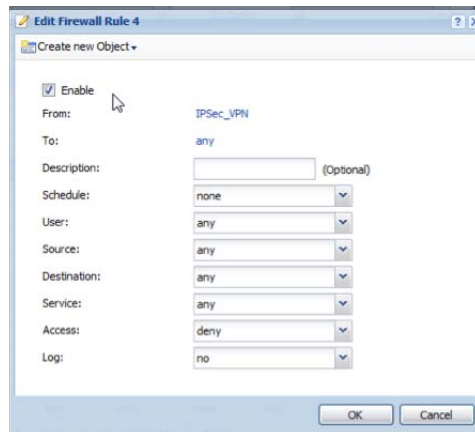 Edit Firewall Rule 4
Create new Object
Enable
From: IPSec_VPN
To: any
Description: (Optional)
Schedule: none
User: any
Source: any
Destination: any
Service: any
Access: deny
Log: no
OK Cancel